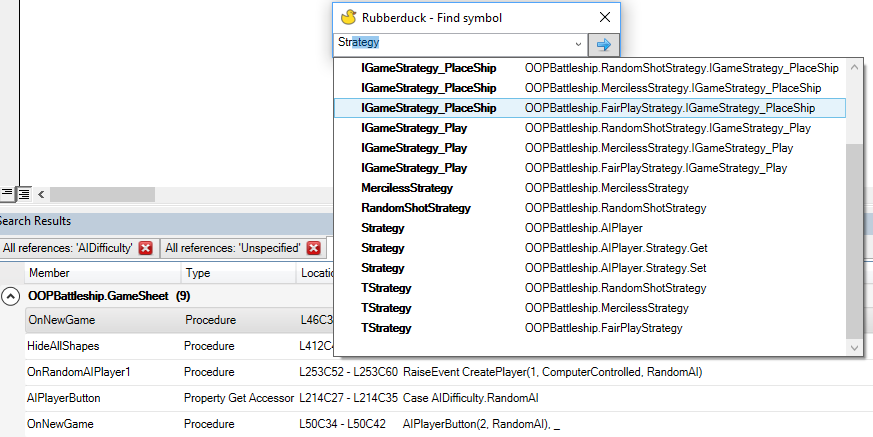 Rubberduck - Find symbol
Strategy
IGameStrategy_PlaceShip OOPBattleship.RandomShotStrategy.IGameStrategy_PlaceShip
IGameStrategy_PlaceShip OOPBattleship.MercilessStrategy.IGameStrategy_PlaceShip
IGameStrategy_PlaceShip OOPBattleship.FairPlayStrategy.IGameStrategy_PlaceShip
IGameStrategy_Play OOPBattleship.RandomShotStrategy.IGameStrategy_Play
IGameStrategy_Play OOPBattleship.MercilessStrategy.IGameStrategy_Play
IGameStrategy_Play OOPBattleship.FairPlayStrategy.IGameStrategy_Play
MercilessStrategy OOPBattleship.MercilessStrategy
RandomShotStrategy OOPBattleship.RandomShotStrategy
Strategy OOPBattleship.AIPlayer
Strategy OOPBattleship.AIPlayer.Strategy.Get
Strategy OOPBattleship.AIPlayer.Strategy.Set
TStrategy OOPBattleship.RandomShotStrategy
TStrategy OOPBattleship.MercilessStrategy
TStrategy OOPBattleship.FairPlayStrategy
Search Results
All references: 'AIDifficulty' All references: 'Unspecified'
Member Type Locatio
OOPBattleship.GameSheet (9)
OnNewGame Procedure L46C3
HideAllShapes Procedure L412C4
OnRandomAIPlayer1 Procedure L253C52 - L253C60 RaiseEvent CreatePlayer(1, ComputerControlled, RandomAI)
AIPlayerButton Property Get Accessor L214C27 - L214C35 Case AIDifficulty.RandomAI
OnNewGame Procedure L50C34 - L50C42 AIPlayerButton(2, RandomAI), _